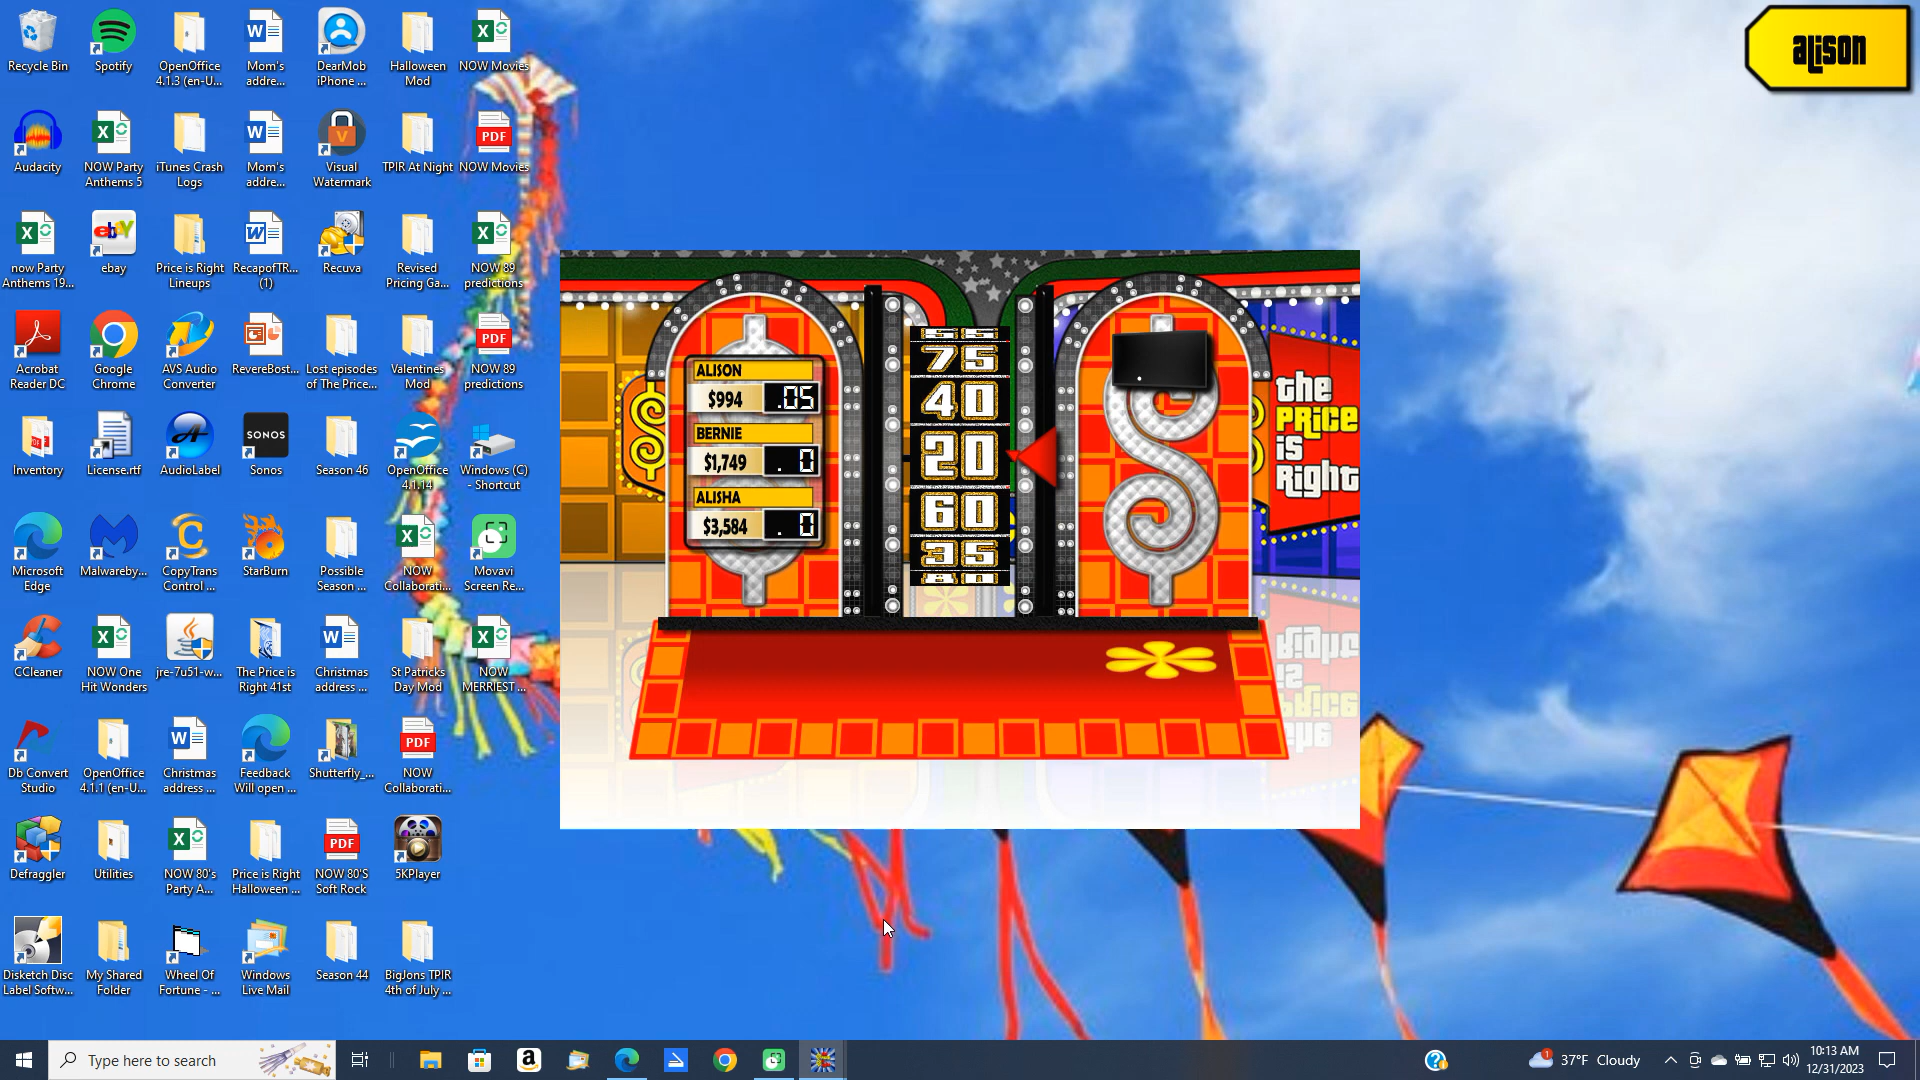 Recycle Bin
Spotify
OpenOffice
4.1.3 (en-U...
Mom's
addre...
DearMob
iPhone ...
Halloween
Mod
NOW Movies
Audacity
NOW Party
Anthems 5
iTunes Crash
Logs
Mom's
addre...
Visual
Watermark
TPIR At Night
PDF
NOW Movies
now Party
Anthems 19...
ebay
Price is Right
Lineups
RecapofTR...
(1)
Recuva
Revised
Pricing Ga...
NOW 89
predictions
Acrobat
Reader DC
Google
Chrome
AVS Audio
Converter
RevereBost...
Lost episodes
of The Price...
Valentines
Mod
PDF
NOW 89
predictions
Inventory
License.rtf
AudioLabel
SONOS
Sonos
Season 46
OpenOffice
4.1.14
Windows (C)
- Shortcut
Microsoft
Edge
Malwareby...
CopyTrans
Control ...
StarBurn
Possible
Season ...
NOW
Collaborati...
Movavi
Screen Re...
CCleaner
NOW One
Hit Wonders
jre-7u51-w...
The Price is
Right 41st
Christmas
address ...
St Patricks
Day Mod
NOW
MERRIEST ...
Db Convert
Studio
OpenOffice
4.1.1 (en-U...
Christmas
address ...
Feedback
Will open ...
Shutterfly_...
PDF
NOW
Collaborati...
Defraggler
Utilities
NOW 80's
Party A...
Price is Right
Halloween ...
PDF
NOW 80'S
Soft Rock
5KPlayer
Disketch Disc
Label Softw...
My Shared
Folder
Wheel Of
Fortune - ...
Windows
Live Mail
Season 44
BigJons TPIR
4th of July ...
alison
ALISON
$994 .05
BERNIE
$1,749 . 0
ALISHA
$3,584 . 0
55
75
40
20
60
35
80
the
PRICE
is
Right
Type here to search
37°F Cloudy
10:13 AM
12/31/2023